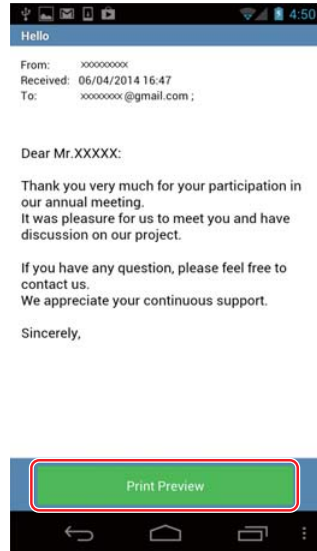 4:50
Hello
From: xxxxxxxxx
Received: 06/04/2014 16:47
To: xxxxxxxx@gmail.com ;
Dear Mr.XXXXX:
Thank you very much for your participation in
our annual meeting.
It was pleasure for us to meet you and have
discussion on our project.
If you have any question, please feel free to
contact us.
We appreciate your continuous support.
Sincerely,
Print Preview